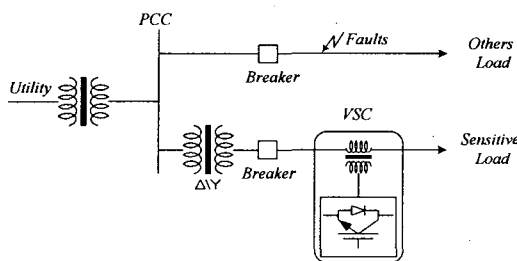 PCC
Faults
Others
Load
Breaker
Utility
VSC
Sensitive
Load
Breaker
Δ\Y